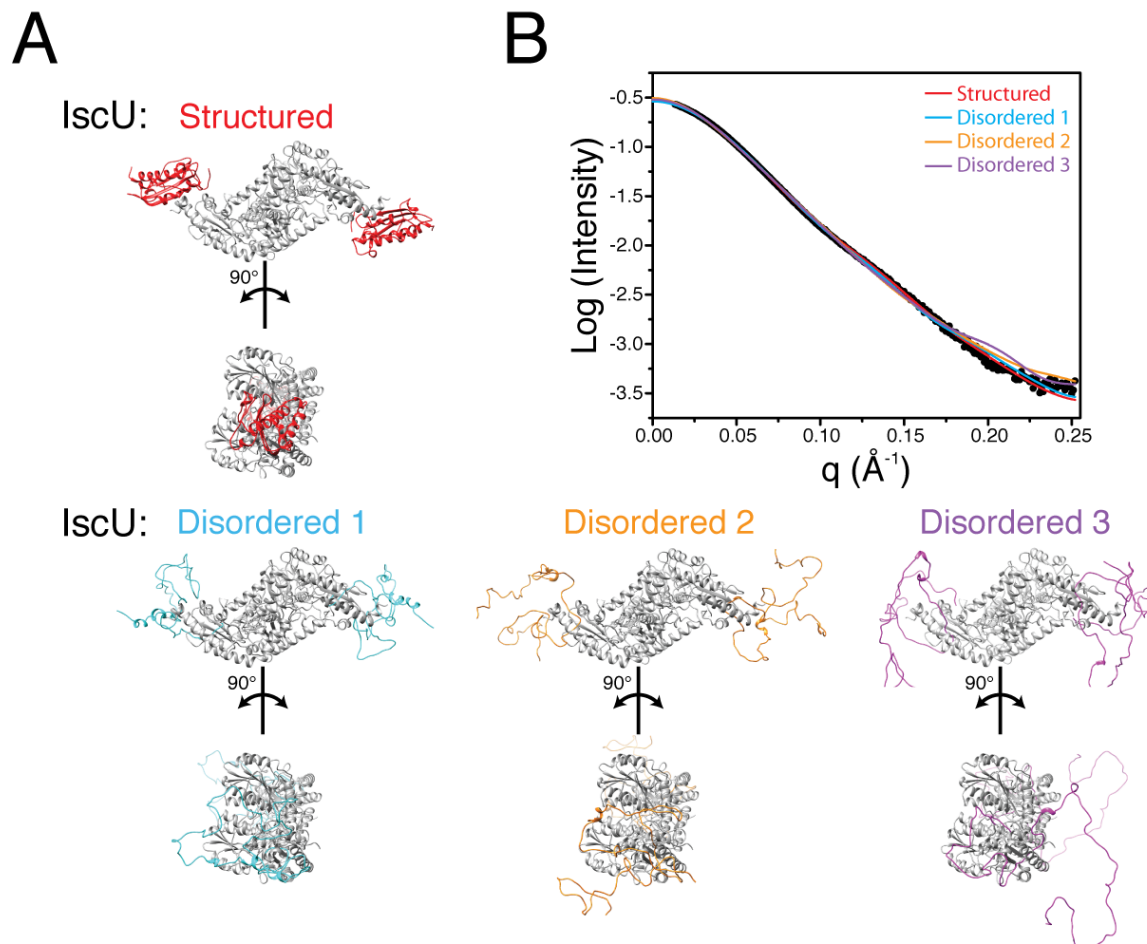 A
IscU: Structured
90°
B
Log (Intensity)
-0.5
-1.0
-1.5
-2.0
-2.5
-3.0
-3.5
Structured
Disordered 1
Disordered 2
Disordered 3
0.00 0.05 0.10 0.15 0.20 0.25
q (Å⁻¹)
IscU: Disordered 1
90°
Disordered 2
90°
Disordered 3
90°